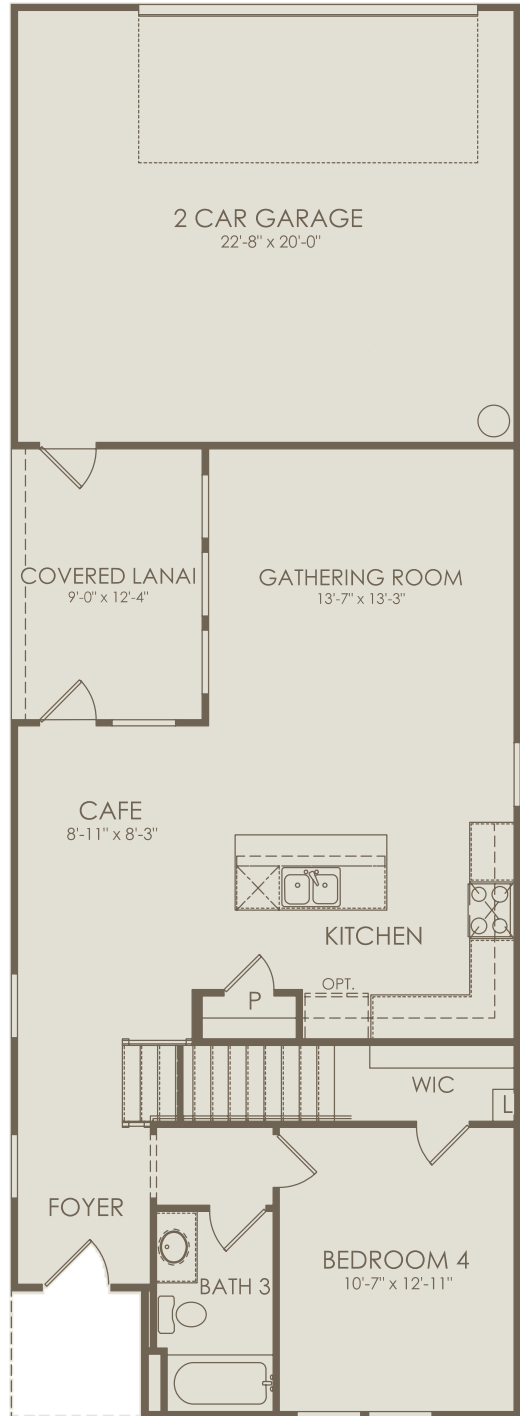 2 CAR GARAGE
22'-8" x 20'-0"
COVERED LANAI
9'-0" x 12'-4"
GATHERING ROOM
13'-7" x 13'-3"
CAFE
8'-11" x 8'-3"
KITCHEN
OPT.
P
WIC
L
FOYER
BEDROOM 4
10'-7" x 12'-11"
BATH 3